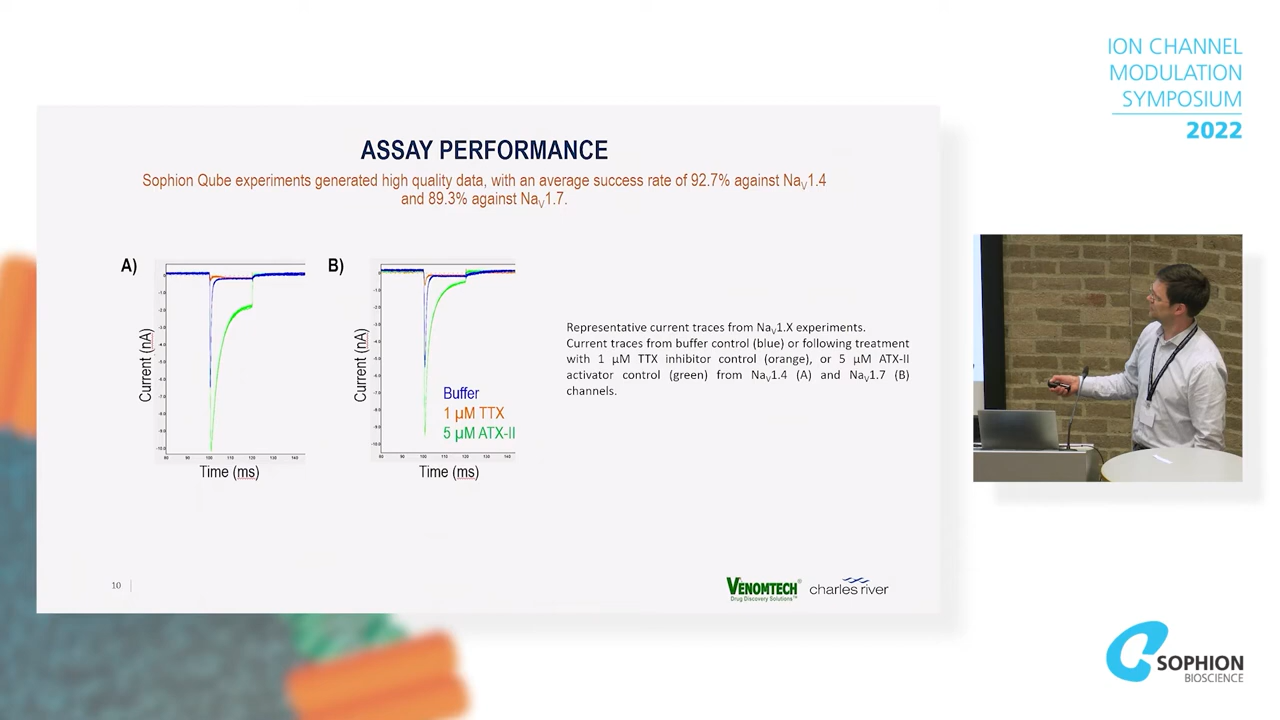 ION CHANNEL
MODULATION
SYMPOSIUM
2022
ASSAY PERFORMANCE
Sophion Qube experiments generated high quality data, with an average success rate of 92.7% against NaV1.4
and 89.3% against NaV1.7.
A)
B)
Current (nA)
Time (ms)
Current (nA)
Time (ms)
Buffer
1 µM TTX
5 µM ATX-II
Representative current traces from NaV1.X experiments.
Current traces from buffer control (blue) or following treatment
with 1 µM TTX inhibitor control (orange), or 5 µM ATX-II
activator control (green) from NaV1.4 (A) and NaV1.7 (B)
channels.
10
VENOMTECH®
Drug Discovery Solutions™
charles river
SOPHION
BIOSCIENCE